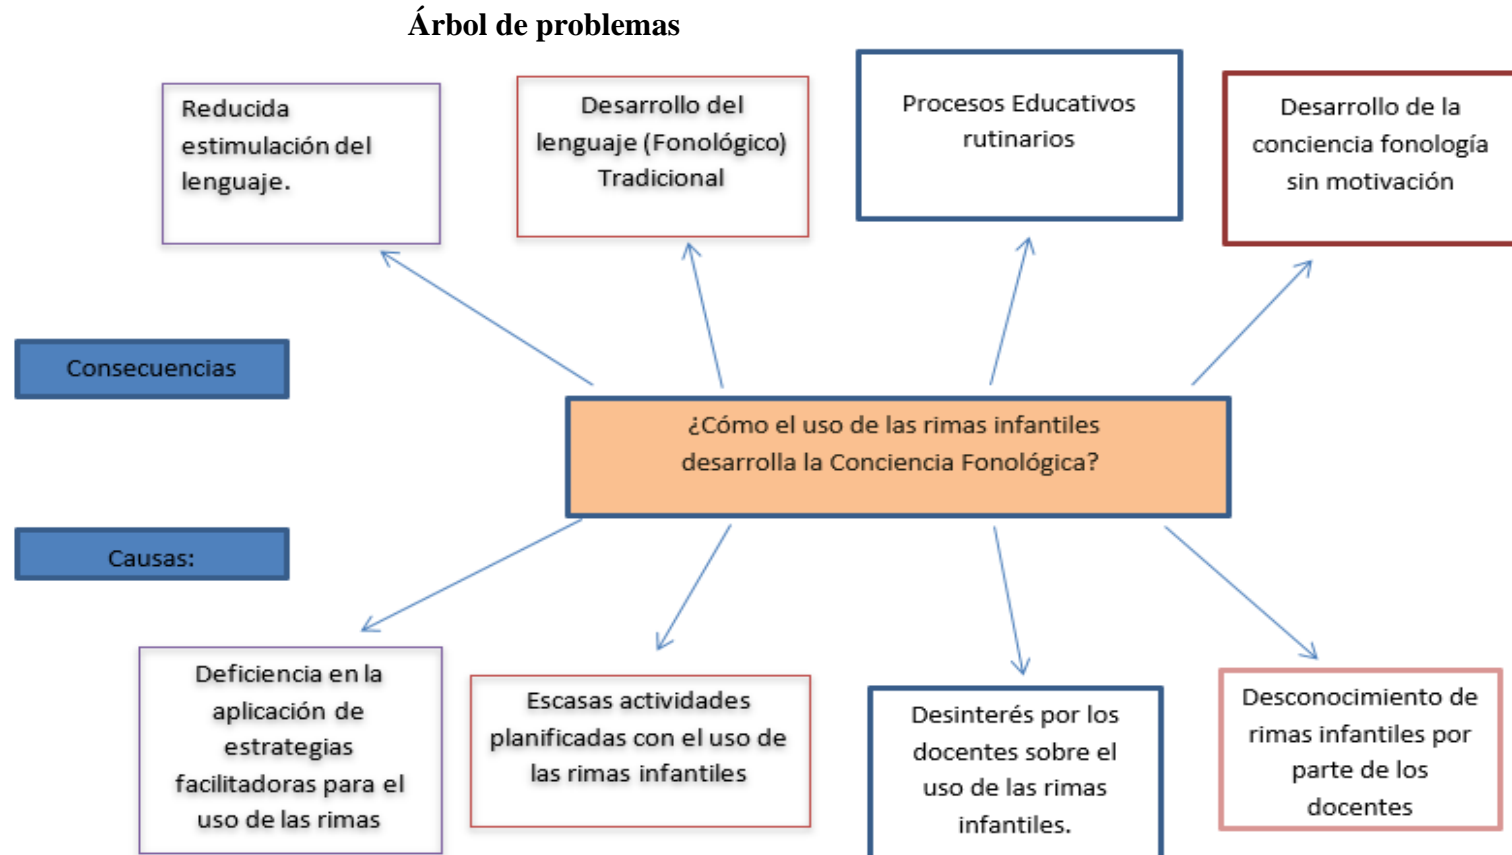 Árbol de problemas
Reducida
estimulación del
lenguaje.
Desarrollo del
lenguaje (Fonológico)
Tradicional
Procesos Educativos
rutinarios
Desarrollo de la
conciencia fonología
sin motivación
Consecuencias
¿Cómo el uso de las rimas infantiles
desarrolla la Conciencia Fonológica?
Causas:
Deficiencia en la
aplicación de
estrategias
facilitadoras para el
uso de las rimas
Escasas actividades
planificadas con el uso de
las rimas infantiles
Desinterés por los
docentes sobre el
uso de las rimas
infantiles.
Desconocimiento de
rimas infantiles por
parte de los
docentes